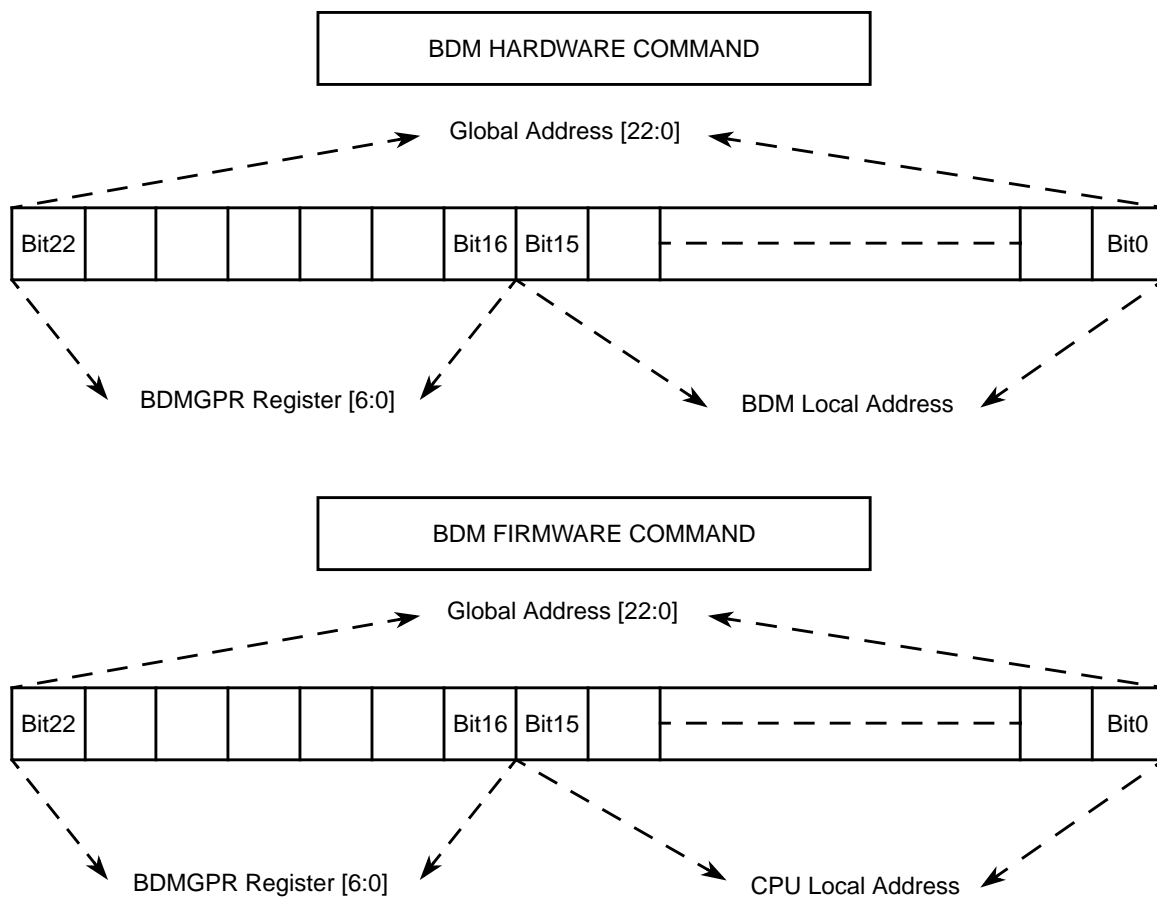 BDM HARDWARE COMMAND
Global Address [22:0]
Bit22 Bit16 Bit15 Bit0
BDMGPR Register [6:0] BDM Local Address
BDM FIRMWARE COMMAND
Global Address [22:0]
Bit22 Bit16 Bit15 Bit0
BDMGPR Register [6:0] CPU Local Address